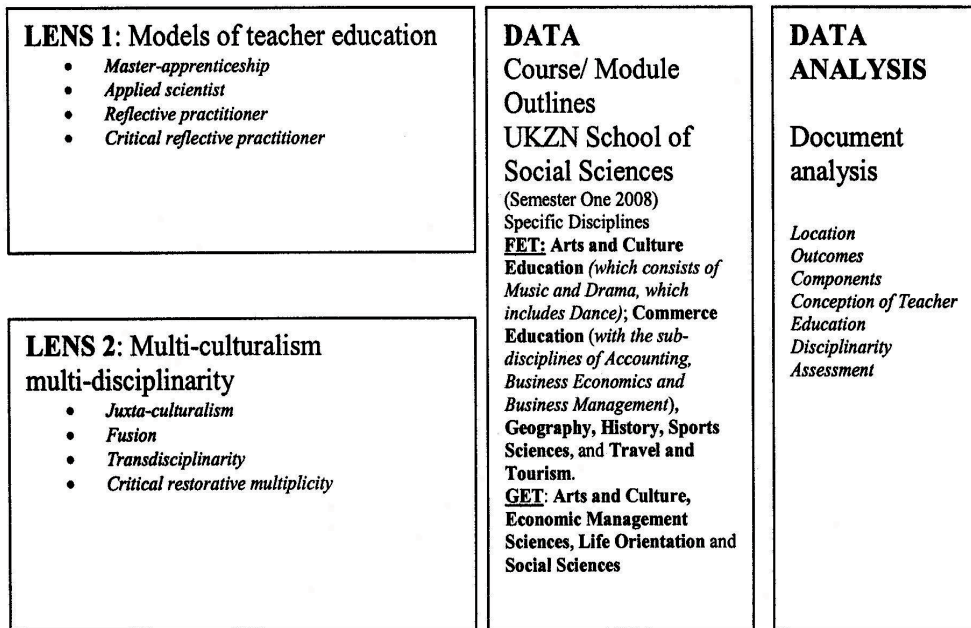 LENS 1: Models of teacher education
• Master-apprenticeship
• Applied scientist
• Reflective practitioner
• Critical reflective practitioner
LENS 2: Multi-culturalism
multi-disciplinarity
• Juxta-culturalism
• Fusion
• Transdisciplinarity
• Critical restorative multiplicity
DATA
Course/ Module
Outlines
UKZN School of
Social Sciences
(Semester One 2008)
Specific Disciplines
FET: Arts and Culture
Education (which consists of
Music and Drama, which
includes Dance); Commerce
Education (with the sub-
disciplines of Accounting,
Business Economics and
Business Management),
Geography, History, Sports
Sciences, and Travel and
Tourism.
GET: Arts and Culture,
Economic Management
Sciences, Life Orientation and
Social Sciences
DATA
ANALYSIS
Document
analysis
Location
Outcomes
Components
Conception of Teacher
Education
Disciplinarity
Assessment